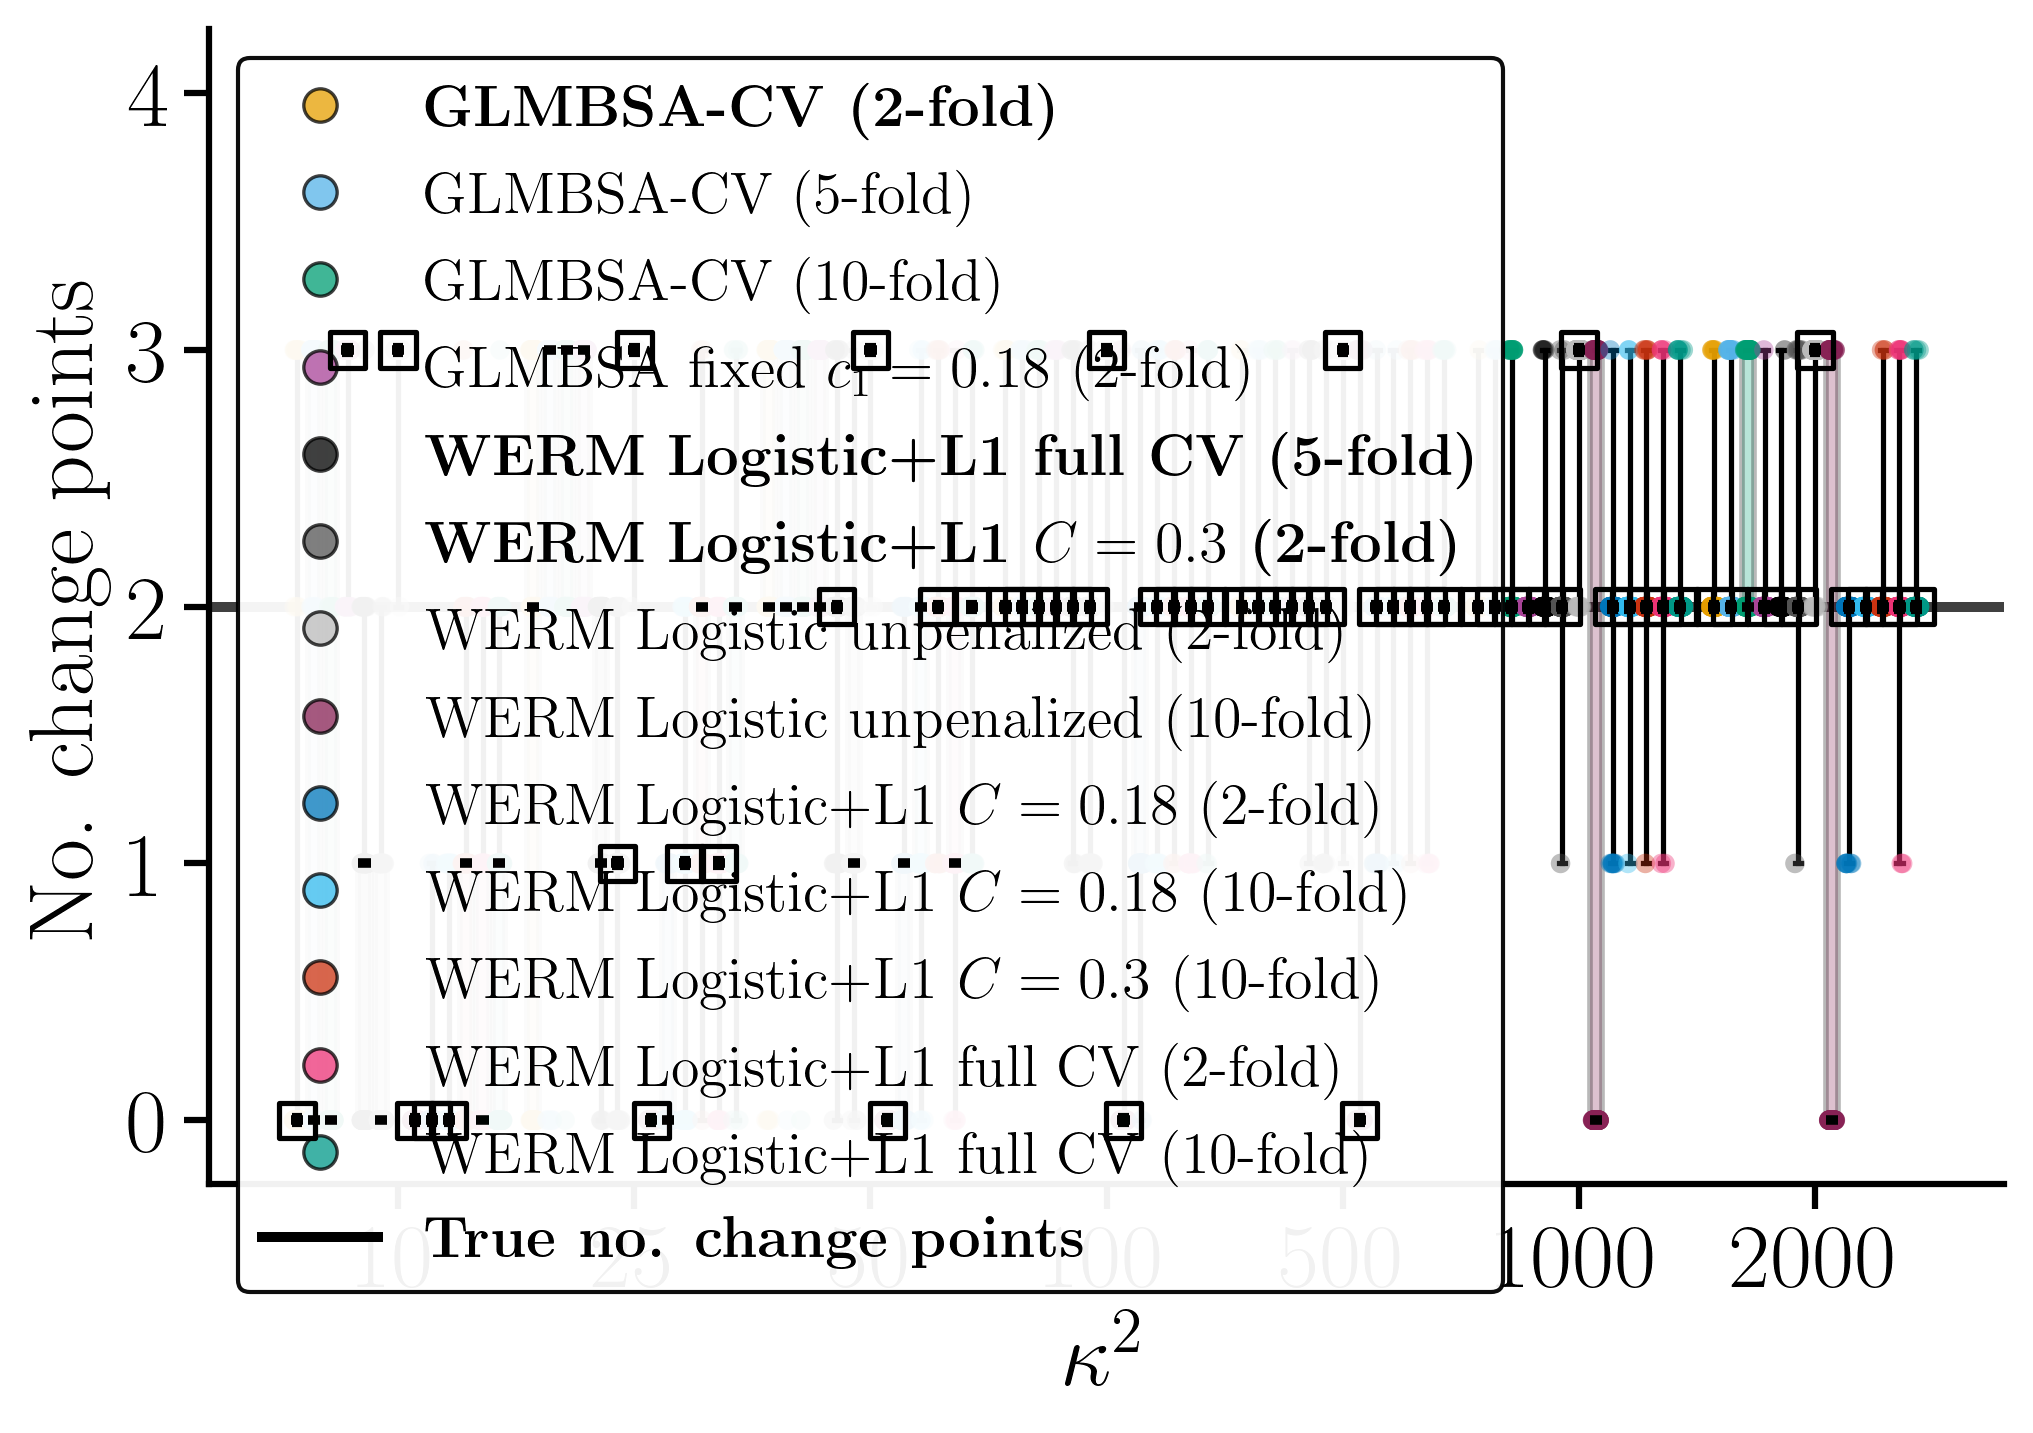 No. change points
4
3
2
1
0
GLMBSA-CV (2-fold)
GLMBSA-CV (5-fold)
GLMBSA-CV (10-fold)
GLMBSA fixed c₁ = 0.18 (2-fold)
WERM Logistic+L1 full CV (5-fold)
WERM Logistic+L1 C = 0.3 (2-fold)
WERM Logistic unpenalized (2-fold)
WERM Logistic unpenalized (10-fold)
WERM Logistic+L1 C = 0.18 (2-fold)
WERM Logistic+L1 C = 0.18 (10-fold)
WERM Logistic+L1 C = 0.3 (10-fold)
WERM Logistic+L1 full CV (2-fold)
WERM Logistic+L1 full CV (10-fold)
True no. change points
10 25 50 100 500 1000 2000
κ²